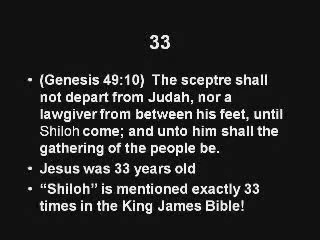 33
• (Genesis 49:10)  The sceptre shall
not depart from Judah, nor a
lawgiver from between his feet, until
Shiloh come; and unto him shall the
gathering of the people be.
• Jesus was 33 years old
• “Shiloh” is mentioned exactly 33
times in the King James Bible!